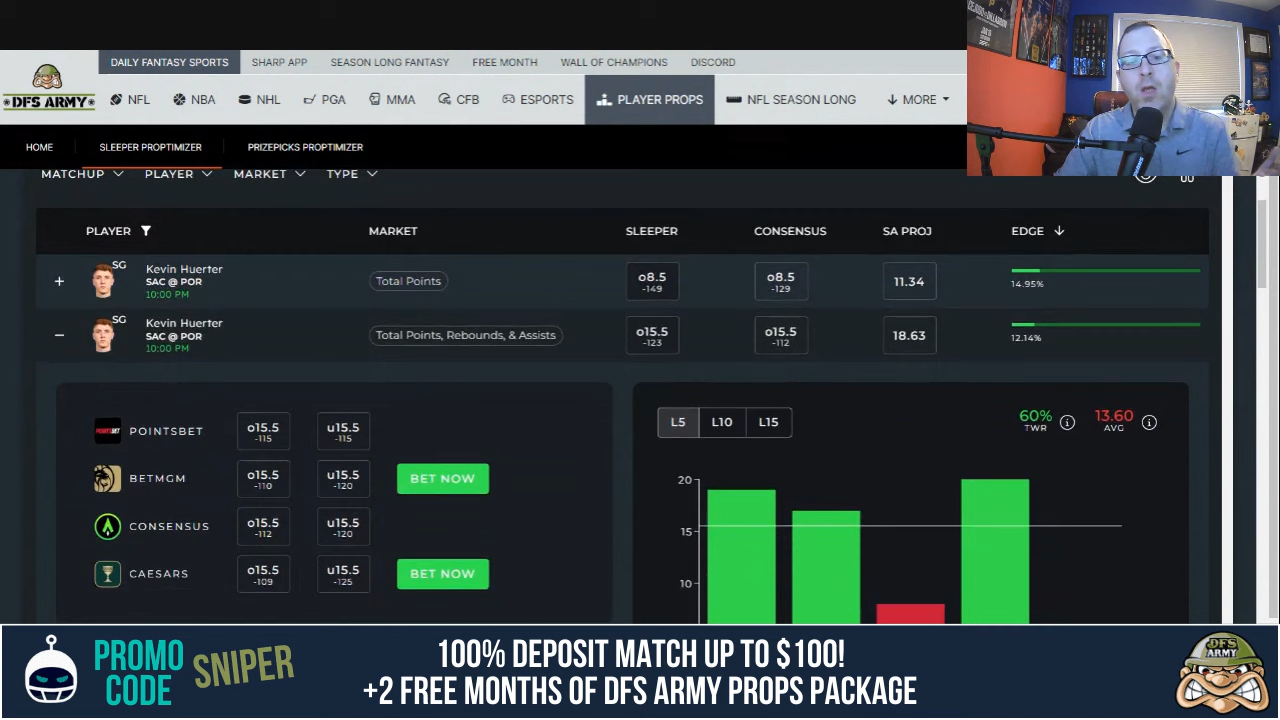 DAILY FANTASY SPORTS SHARP APP SEASON LONG FANTASY FREE MONTH WALL OF CHAMPIONS DISCORD
DFS ARMY
NFL NBA NHL PGA MMA CFB ESPORTS PLAYER PROPS NFL SEASON LONG MORE
HOME SLEEPER PROPTIMIZER PRIZEPICKS PROPTIMIZER
MATCHUP PLAYER MARKET TYPE
PLAYER MARKET SLEEPER CONSENSUS SA PROJ EDGE
SG
Kevin Huerter
SAC @ POR
10:00 PM
Total Points
o8.5
-149
o8.5
-129
11.34
14.95%
SG
Kevin Huerter
SAC @ POR
10:00 PM
Total Points, Rebounds, & Assists
o15.5
-123
o15.5
-112
18.63
12.14%
POINTSBET
o15.5
-115
u15.5
-115
BETMGM
o15.5
-110
u15.5
-120
BET NOW
CONSENSUS
o15.5
-112
u15.5
-120
CAESARS
o15.5
-109
u15.5
-125
BET NOW
L5 L10 L15
60%
TWR
13.60
AVG
20
15
10
PROMO
CODE
SNIPER
100% DEPOSIT MATCH UP TO $100!
+2 FREE MONTHS OF DFS ARMY PROPS PACKAGE
DFS
ARMY